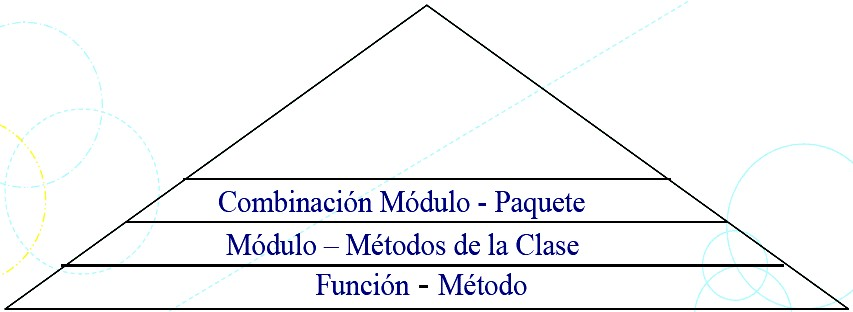 Combinación Módulo - Paquete
Módulo – Métodos de la Clase
Función - Método